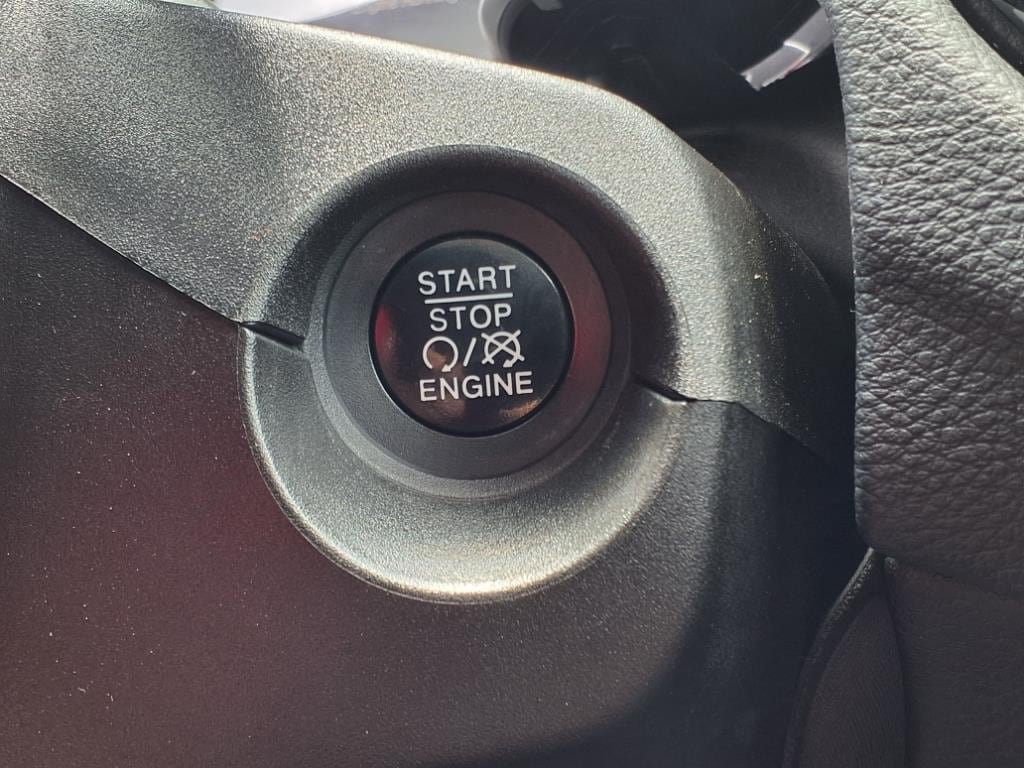 START
STOP
/
ENGINE